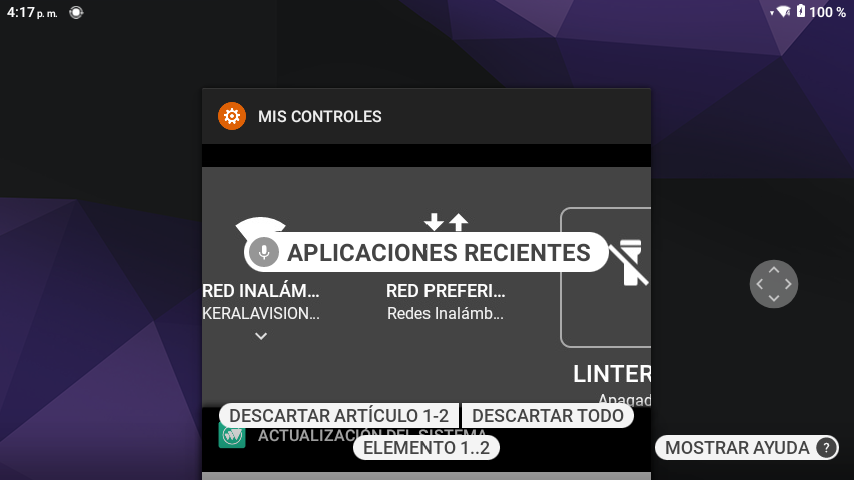 4:17 p. m.
100 %
MIS CONTROLES
APLICACIONES RECIENTES
RED INALÁM…
RED PREFERI…
KERALAVISION…
Redes Inalámb…
LINTER
Apagad
DESCARTAR ARTÍCULO 1-2
DESCARTAR TODO
ACTUALIZACIÓN DEL SISTEMA
ELEMENTO 1..2
MOSTRAR AYUDA ?